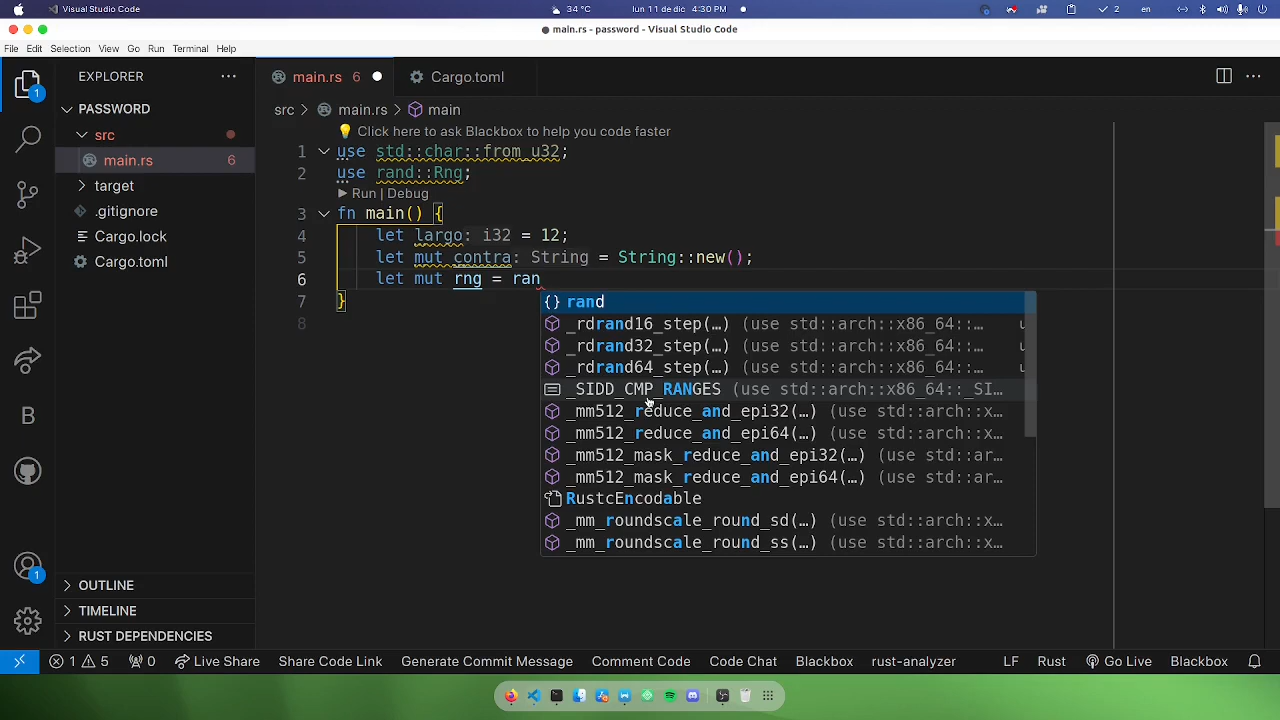 Visual Studio Code
34 °C
lun 11 de dic 4:30 PM
2
en
main.rs - password - Visual Studio Code
File Edit Selection View Go Run Terminal Help
EXPLORER
main.rs 6
Cargo.toml
PASSWORD
src
main.rs 6
target
.gitignore
Cargo.lock
Cargo.toml
src > main.rs > main
Click here to ask Blackbox to help you code faster
1 use std::char::from_u32;
2 use rand::Rng;
Run | Debug
3 fn main() {
4 let largo: i32 = 12;
5 let mut contra: String = String::new();
6 let mut rng = ran
7 }
8
{} rand
_rdrand16_step(…) (use std::arch::x86_64::… u
_rdrand32_step(…) (use std::arch::x86_64::… u
_rdrand64_step(…) (use std::arch::x86_64::… u
_SIDD_CMP_RANGES (use std::arch::x86_64::_SI…
_mm512_reduce_and_epi32(…) (use std::arch::x…
_mm512_reduce_and_epi64(…) (use std::arch::x…
_mm512_mask_reduce_and_epi32(…) (use std::ar…
_mm512_mask_reduce_and_epi64(…) (use std::ar…
RustcEncodable
_mm_roundscale_round_sd(…) (use std::arch::x…
_mm_roundscale_round_ss(…) (use std::arch::x…
1
B
1
OUTLINE
TIMELINE
RUST DEPENDENCIES
1 5 0 Live Share Share Code Link Generate Commit Message Comment Code Code Chat Blackbox rust-analyzer LF Rust Go Live Blackbox